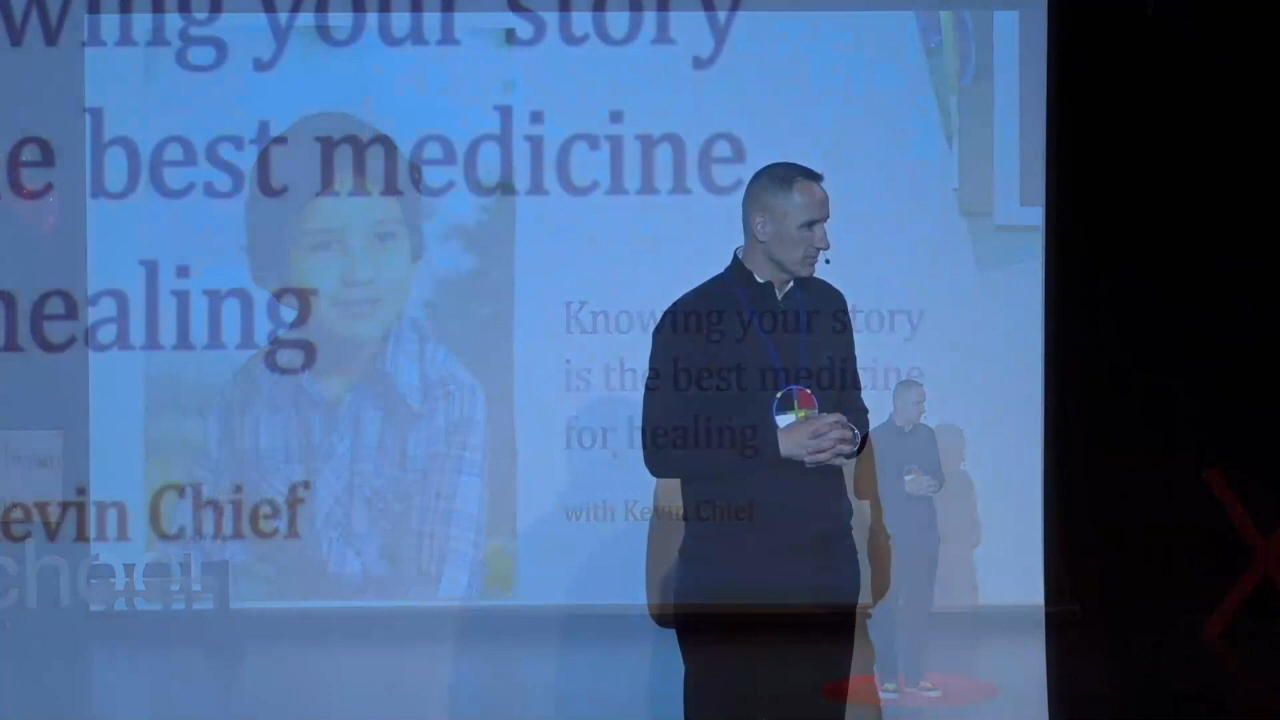 wing your story
e best medicine
healing
evin Chief
chool
Knowing your story
is the best medicine
for healing
with Kevin Chief